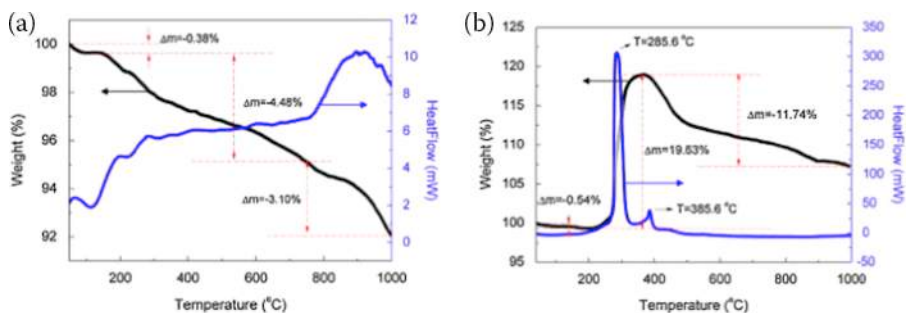 (a)
100
98
96
94
92
Weight (%)
Δm=-0.38%
Δm=-4.48%
Δm=-3.10%
12
10
8
6
4
2
0
HeatFlow (mW)
200 400 600 800 1000
Temperature (°C)
(b)
120
115
110
105
100
95
Weight (%)
T=285.6 °C
Δm=-11.74%
Δm=19.53%
Δm=-0.54%
T=385.6 °C
350
300
250
200
150
100
50
0
-50
HeatFlow (mW)
0 200 400 600 800 1000
Temperature (°C)